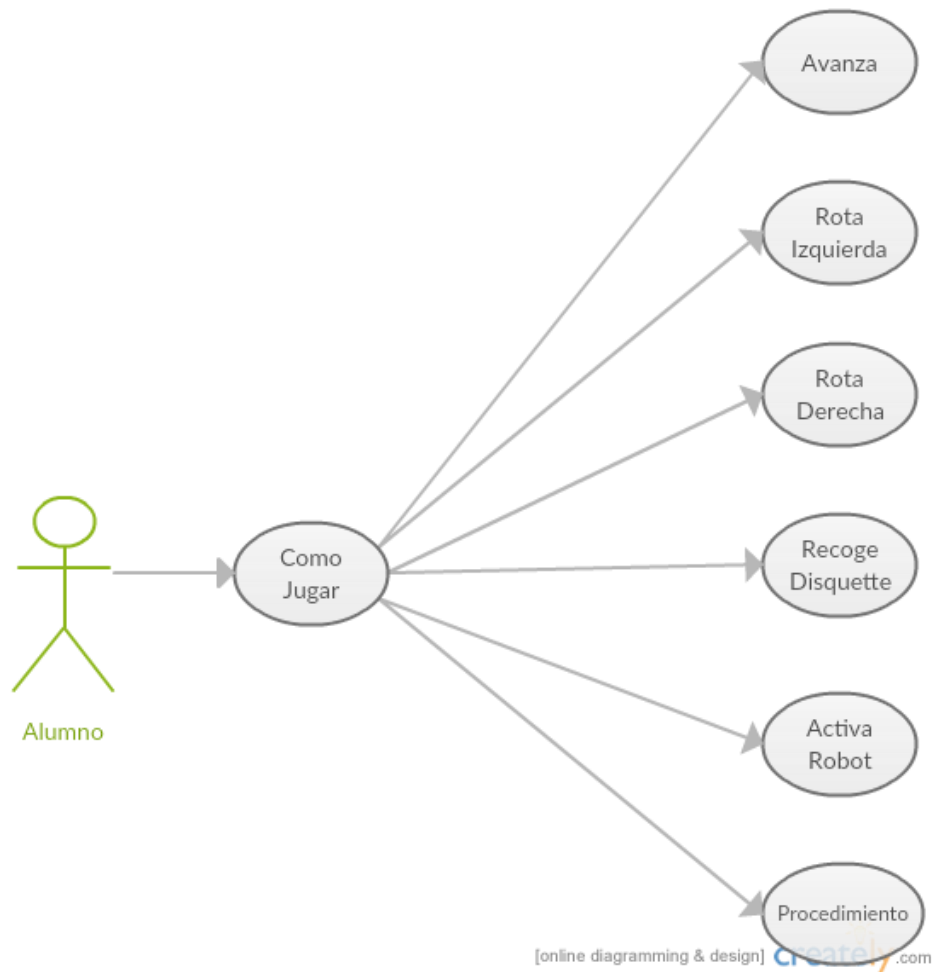 Avanza
Rota
Izquierda
Rota
Derecha
Recoge
Disquette
Como
Jugar
Alumno
Activa
Robot
Procedimiento
[online diagramming & design] creately.com